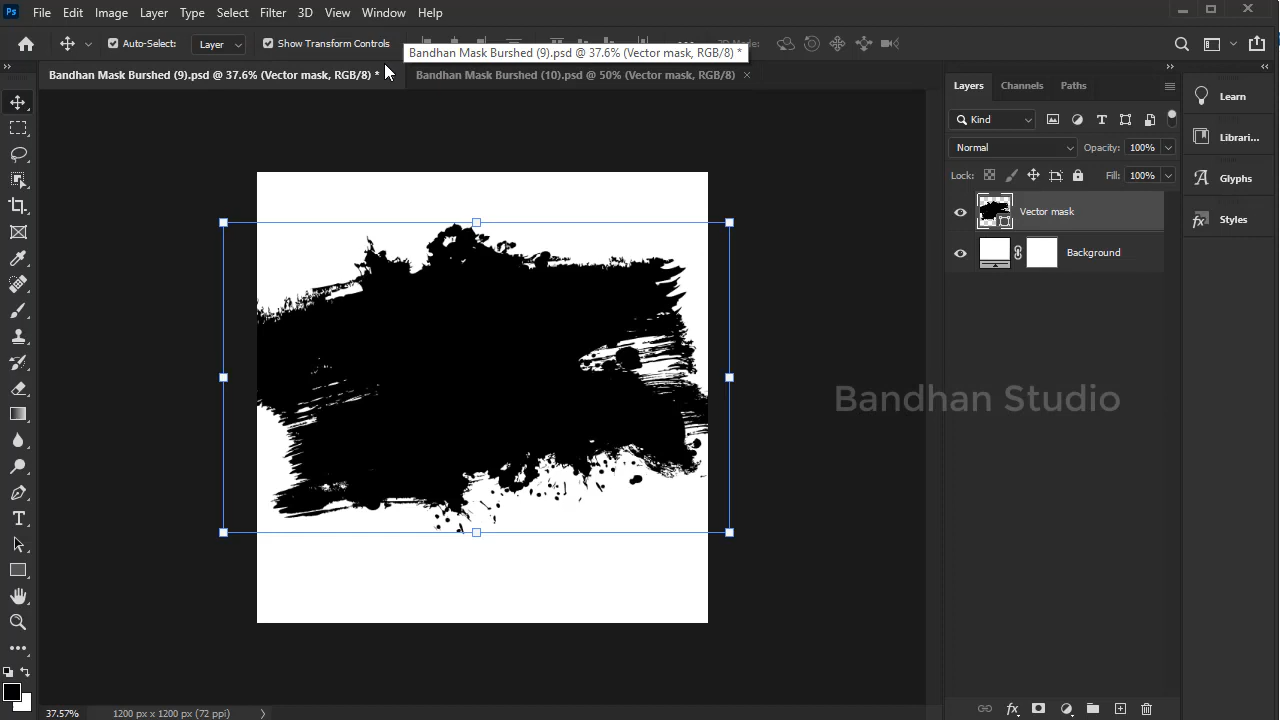 Ps File Edit Image Layer Type Select Filter 3D View Window Help
Auto-Select: Layer Show Transform Controls
Bandhan Mask Burshed (9).psd @ 37.6% (Vector mask, RGB/8) *
Bandhan Mask Burshed (9).psd @ 37.6% (Vector mask, RGB/8) *
Bandhan Mask Burshed (10).psd @ 50% (Vector mask, RGB/8)
Layers Channels Paths
Kind
Normal Opacity: 100%
Lock: Fill: 100%
Vector mask
Background
Learn
Librari...
Glyphs
Styles
Bandhan Studio
37.57% 1200 px x 1200 px (72 ppi)